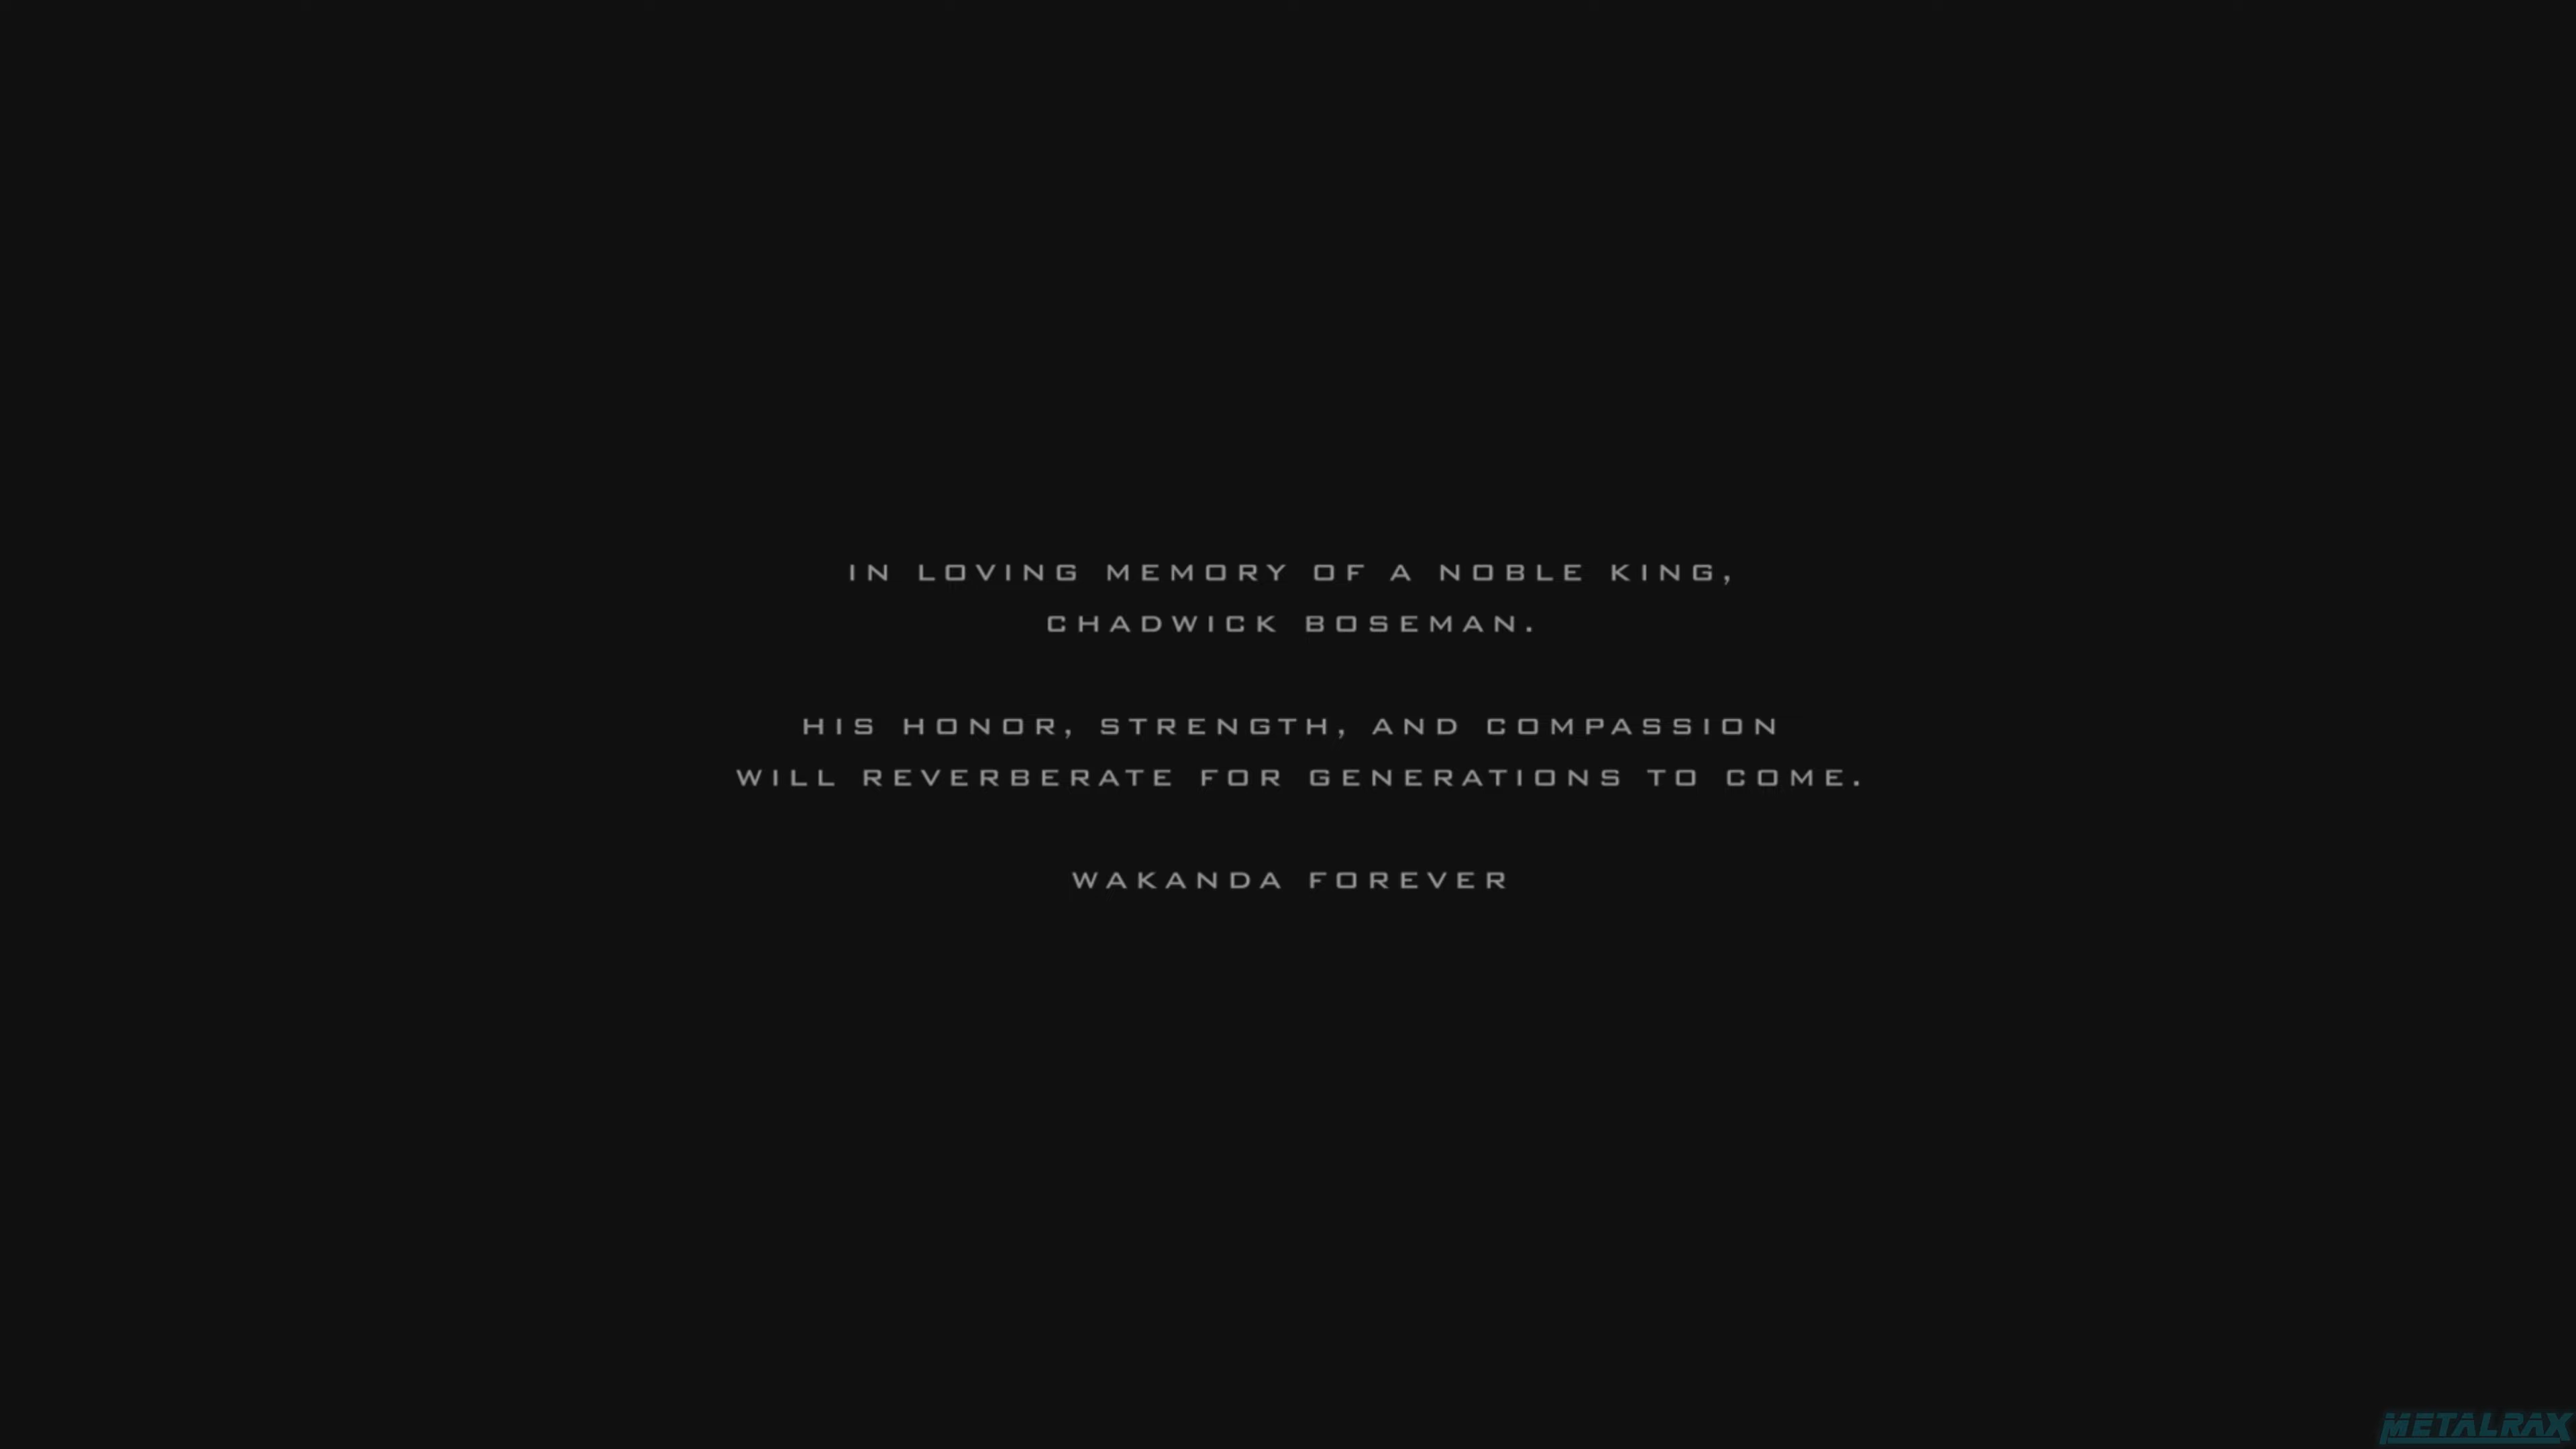 IN LOVING MEMORY OF A NOBLE KING,
CHADWICK BOSEMAN.
HIS HONOR, STRENGTH, AND COMPASSION
WILL REVERBERATE FOR GENERATIONS TO COME.
WAKANDA FOREVER
METALRAX